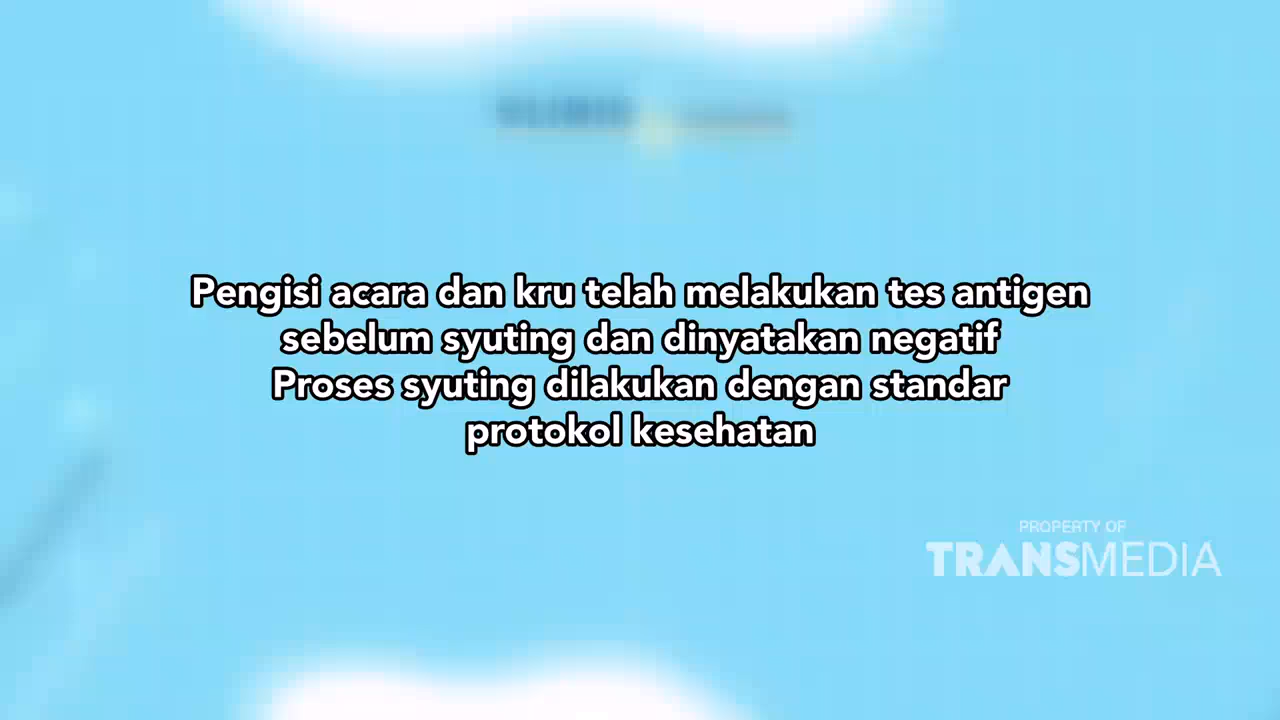 Pengisi acara dan kru telah melakukan tes antigen
sebelum syuting dan dinyatakan negatif
Proses syuting dilakukan dengan standar
protokol kesehatan
PROPERTY OF
TRANSMEDIA